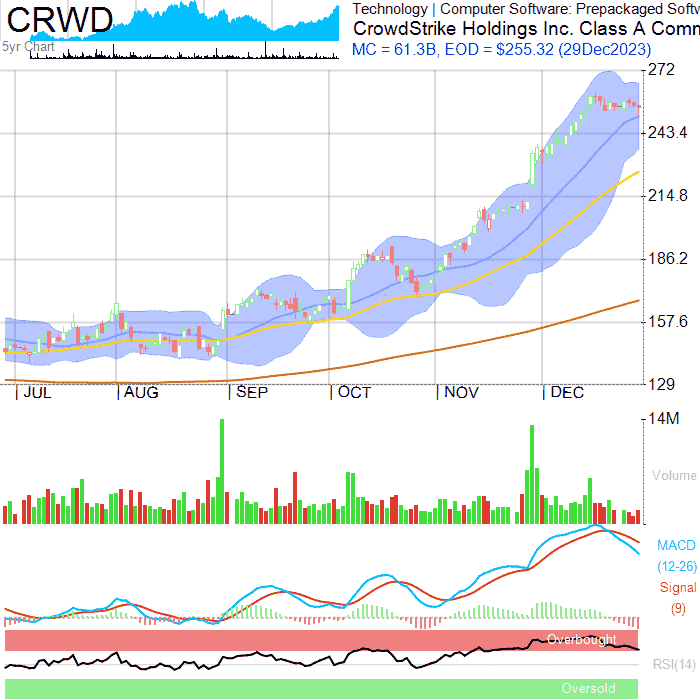 CRWD
5yr Chart
Technology | Computer Software: Prepackaged Softw
CrowdStrike Holdings Inc. Class A Comm
MC = 61.3B, EOD = $255.32 (29Dec2023)
272
243.4
214.8
186.2
157.6
129
JUL AUG SEP OCT NOV DEC
14M
Volume
MACD
(12-26)
Signal
(9)
Overbought
RSI(14)
Oversold